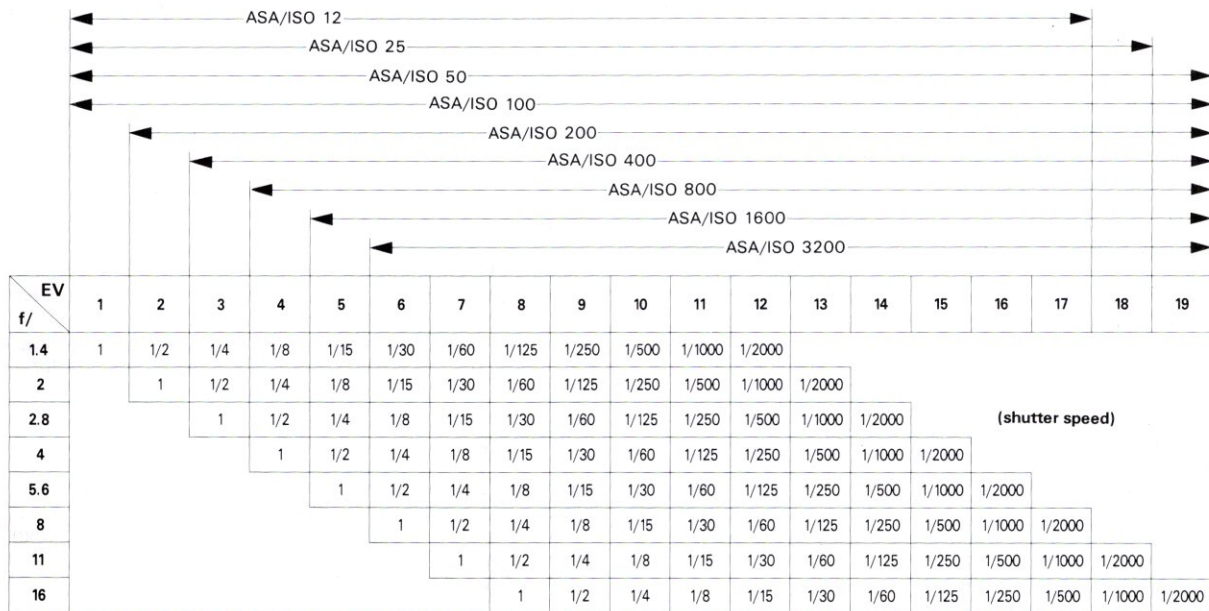 ASA/ISO 12
ASA/ISO 25
ASA/ISO 50
ASA/ISO 100
ASA/ISO 200
ASA/ISO 400
ASA/ISO 800
ASA/ISO 1600
ASA/ISO 3200
EV 1 2 3 4 5 6 7 8 9 10 11 12 13 14 15 16 17 18 19
f/
1.4 1 1/2 1/4 1/8 1/15 1/30 1/60 1/125 1/250 1/500 1/1000 1/2000
2 1 1/2 1/4 1/8 1/15 1/30 1/60 1/125 1/250 1/500 1/1000 1/2000
2.8 1 1/2 1/4 1/8 1/15 1/30 1/60 1/125 1/250 1/500 1/1000 1/2000 (shutter speed)
4 1 1/2 1/4 1/8 1/15 1/30 1/60 1/125 1/250 1/500 1/1000 1/2000
5.6 1 1/2 1/4 1/8 1/15 1/30 1/60 1/125 1/250 1/500 1/1000 1/2000
8 1 1/2 1/4 1/8 1/15 1/30 1/60 1/125 1/250 1/500 1/1000 1/2000
11 1 1/2 1/4 1/8 1/15 1/30 1/60 1/125 1/250 1/500 1/1000 1/2000
16 1 1/2 1/4 1/8 1/15 1/30 1/60 1/125 1/250 1/500 1/1000 1/2000